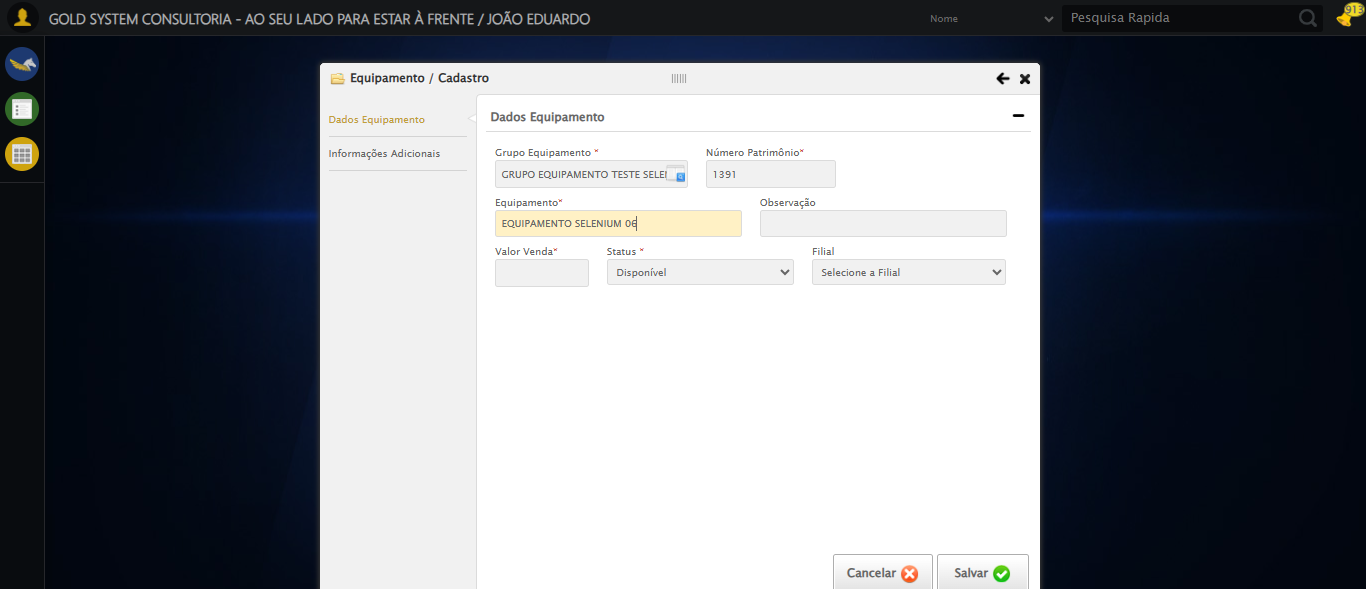 GOLD SYSTEM CONSULTORIA - AO SEU LADO PARA ESTAR À FRENTE / JOÃO EDUARDO
Nome
Pesquisa Rapida
913
Equipamento / Cadastro
Dados Equipamento
Informações Adicionais
Dados Equipamento
Grupo Equipamento * Número Patrimônio*
GRUPO EQUIPAMENTO TESTE 1391
Equipamento* Observação
EQUIPAMENTO SELENIUM 06
Valor Venda* Status * Filial
Disponível Selecione a Filial
Cancelar Salvar